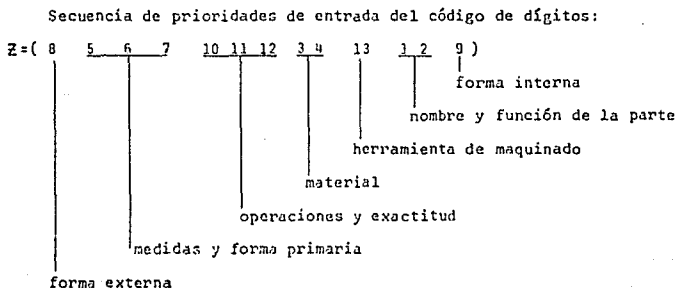 Secuencia de prioridades de entrada del código de dígitos:
Z=( 8 5 6 7 10 11 12 3 4 13 1 2 9 )
forma interna
nombre y función de la parte
herramienta de maquinado
material
operaciones y exactitud
medidas y forma primaria
forma externa